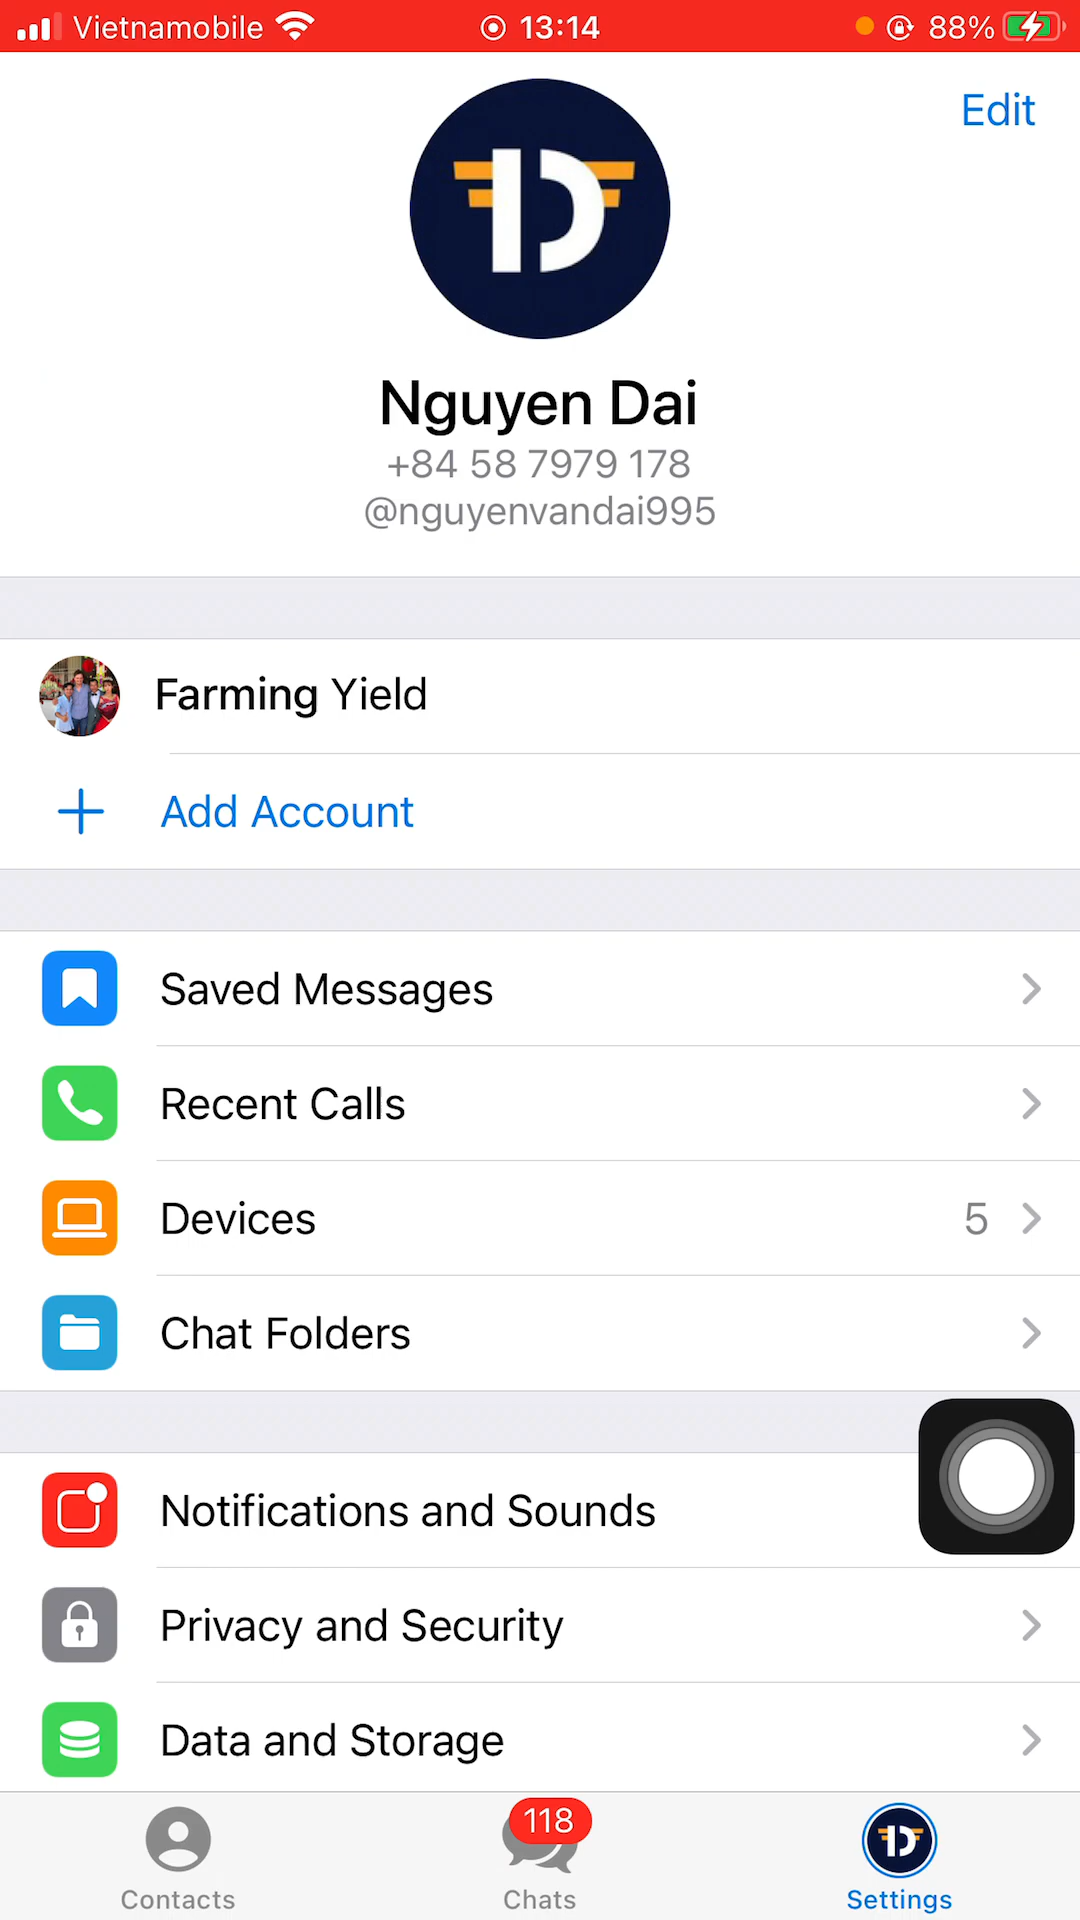 Vietnamobile 13:14 88%
Edit
Nguyen Dai
+84 58 7979 178
@nguyenvandai995
Farming Yield
Add Account
Saved Messages
Recent Calls
Devices 5
Chat Folders
Notifications and Sounds
Privacy and Security
Data and Storage
118
Contacts Chats Settings